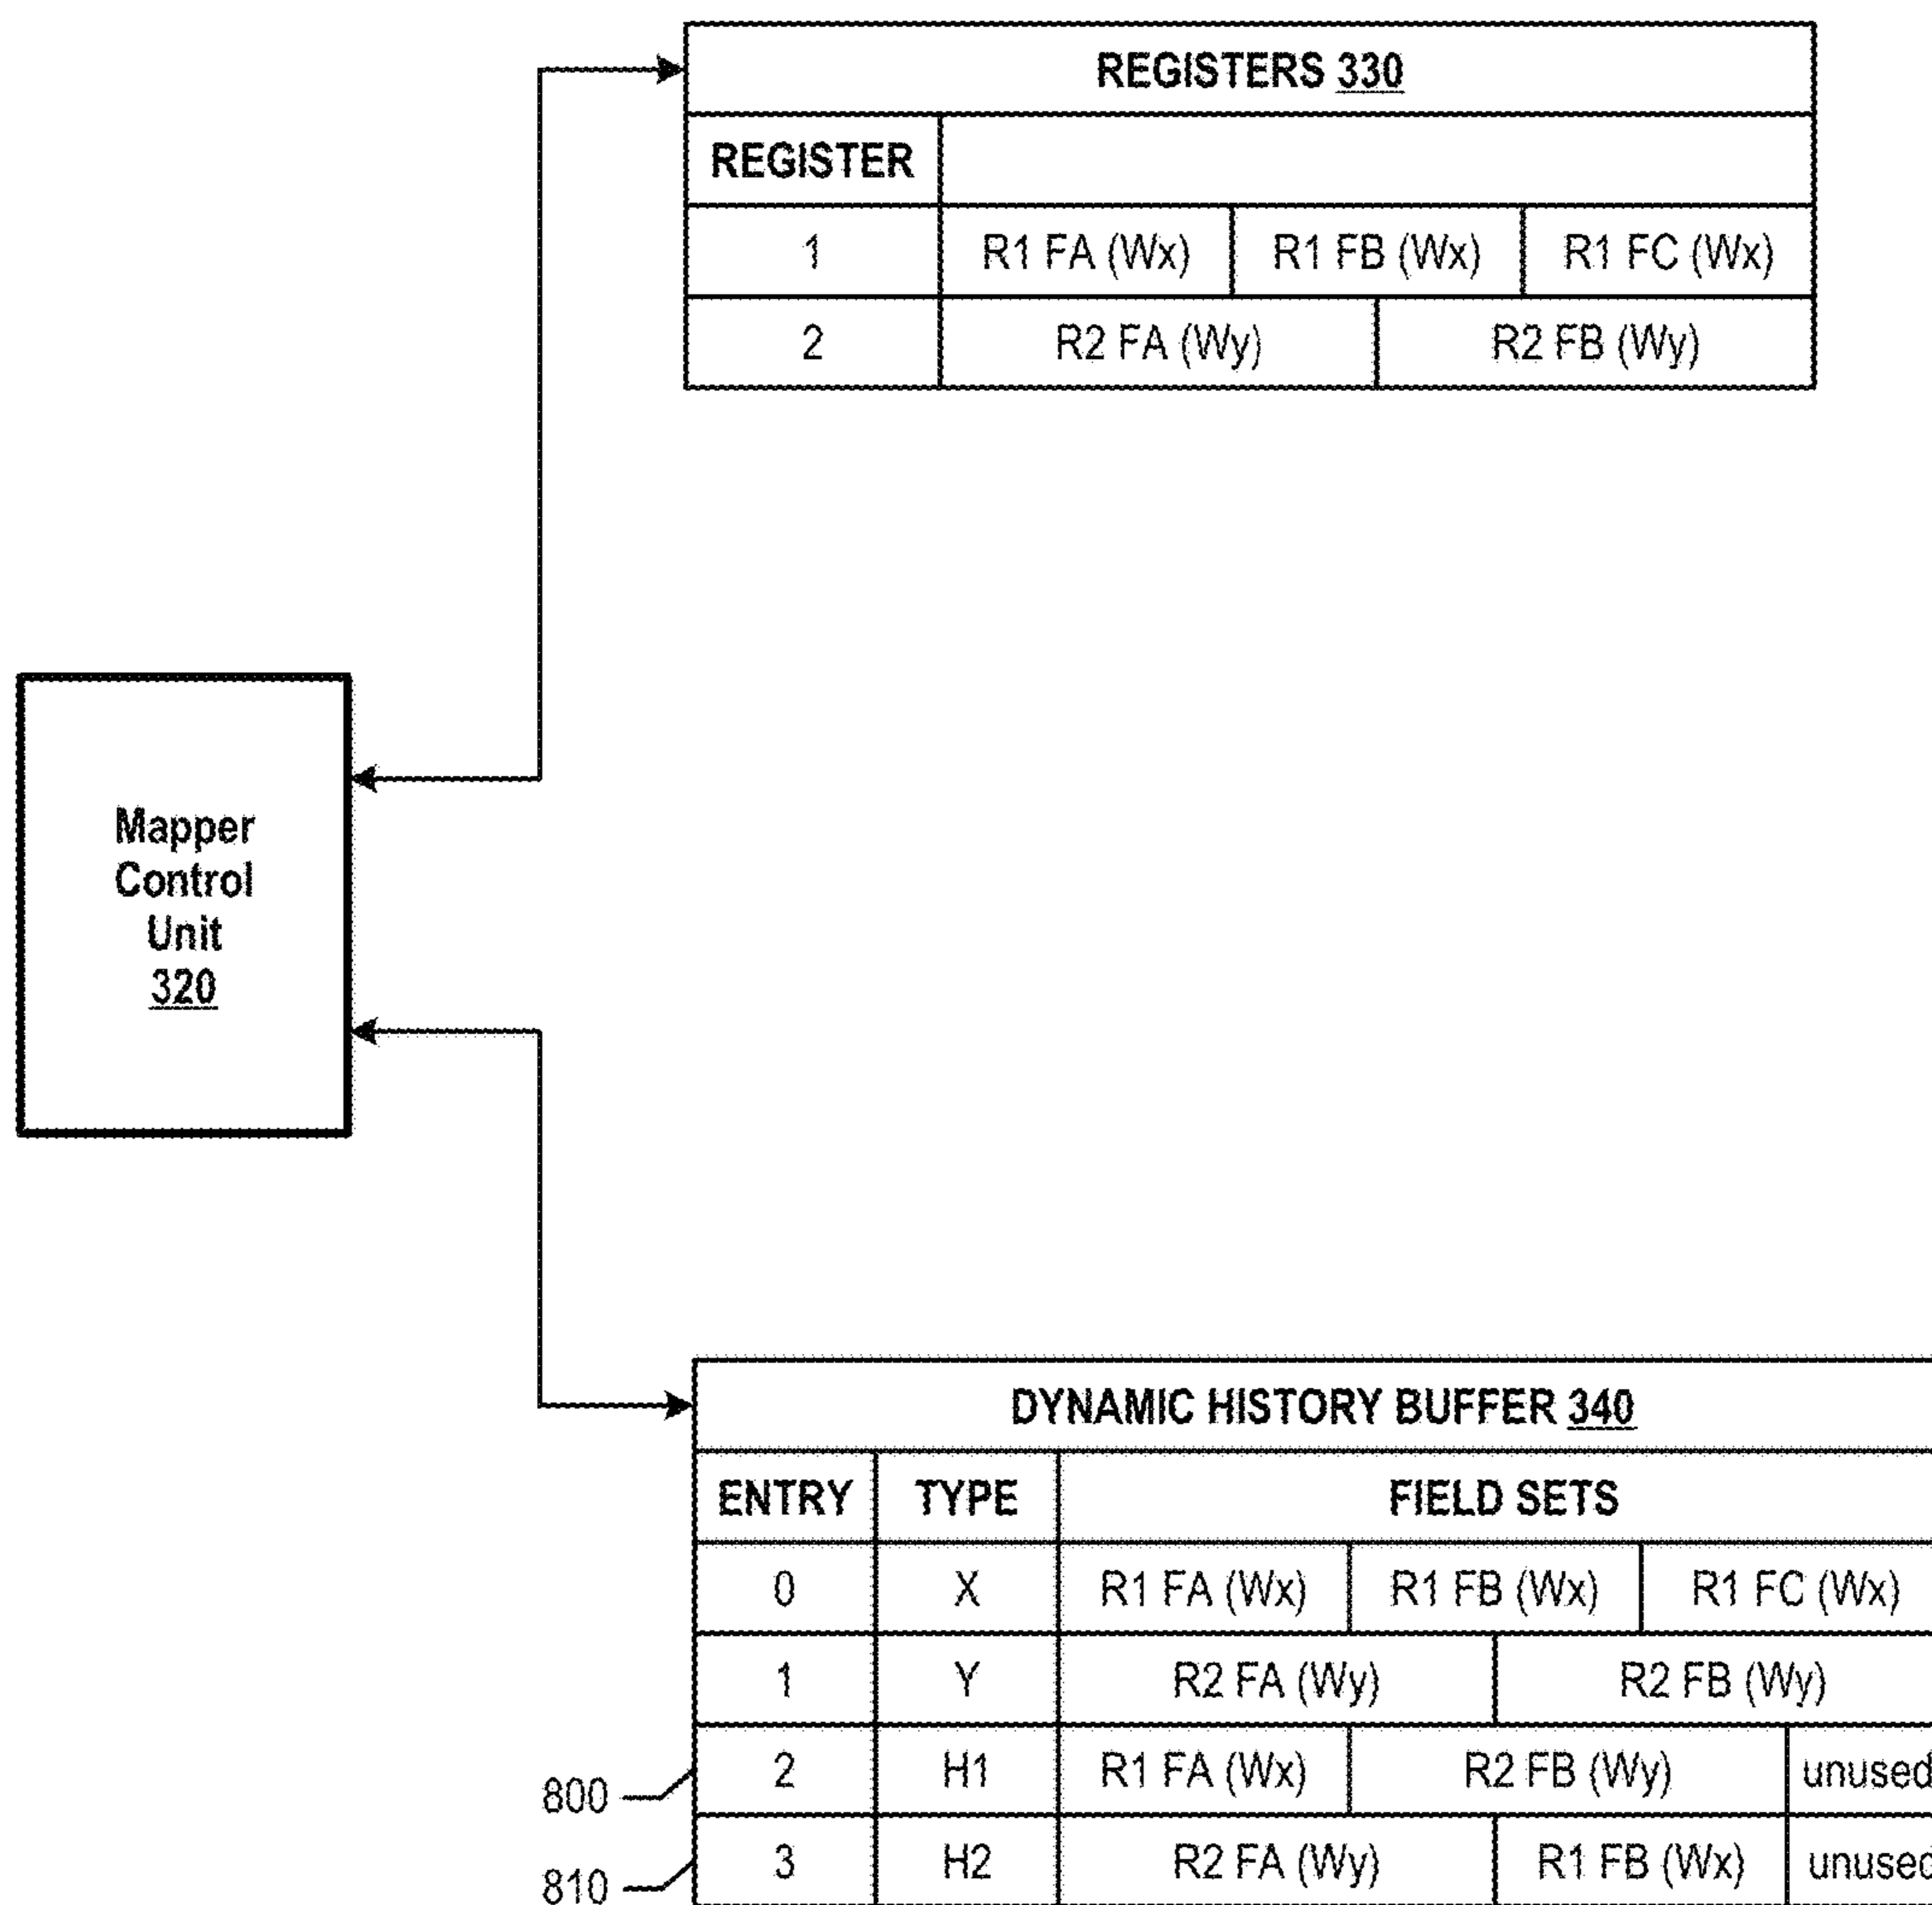 REGISTERS 330
REGISTER
1 R1 FA (Wx) R1 FB (Wx) R1 FC (Wx)
2 R2 FA (Wy) R2 FB (Wy)
Mapper
Control
Unit
320
DYNAMIC HISTORY BUFFER 340
ENTRY TYPE FIELD SETS
0 X R1 FA (Wx) R1 FB (Wx) R1 FC (Wx)
1 Y R2 FA (Wy) R2 FB (Wy)
800 2 H1 R1 FA (Wx) R2 FB (Wy) unused
810 3 H2 R2 FA (Wy) R1 FB (Wx) unused